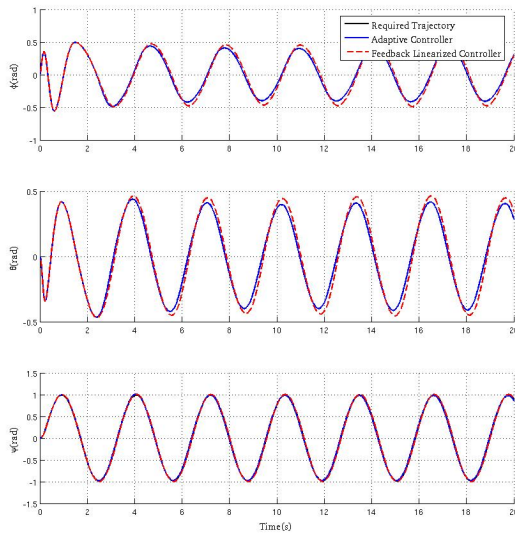 1
0.5
0
-0.5
-1
ϕ(rad)
Required Trajectory
Adaptive Controller
Feedback Linearized Controller
0 2 4 6 8 10 12 14 16 18 20
0.5
0
-0.5
θ(rad)
0 2 4 6 8 10 12 14 16 18 20
1.5
1
0.5
0
-0.5
-1
-1.5
ψ(rad)
0 2 4 6 8 10 12 14 16 18 20
Time(s)